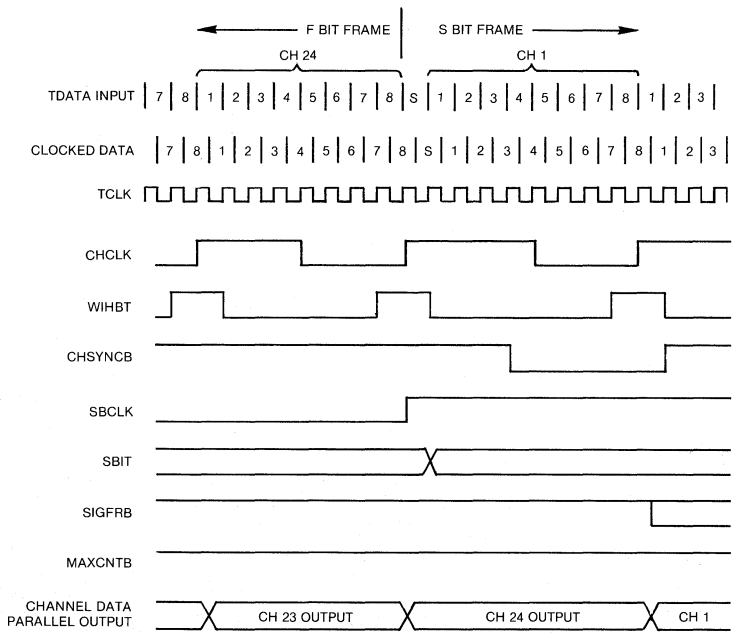 F BIT FRAME S BIT FRAME
CH 24 CH 1
TDATA INPUT 7 8 1 2 3 4 5 6 7 8 S 1 2 3 4 5 6 7 8 1 2 3
CLOCKED DATA 7 8 1 2 3 4 5 6 7 8 S 1 2 3 4 5 6 7 8 1 2 3
TCLK
CHCLK
WIHBT
CHSYNCB
SBCLK
SBIT
SIGFRB
MAXCNTB
CHANNEL DATA
PARALLEL OUTPUT CH 23 OUTPUT CH 24 OUTPUT CH 1